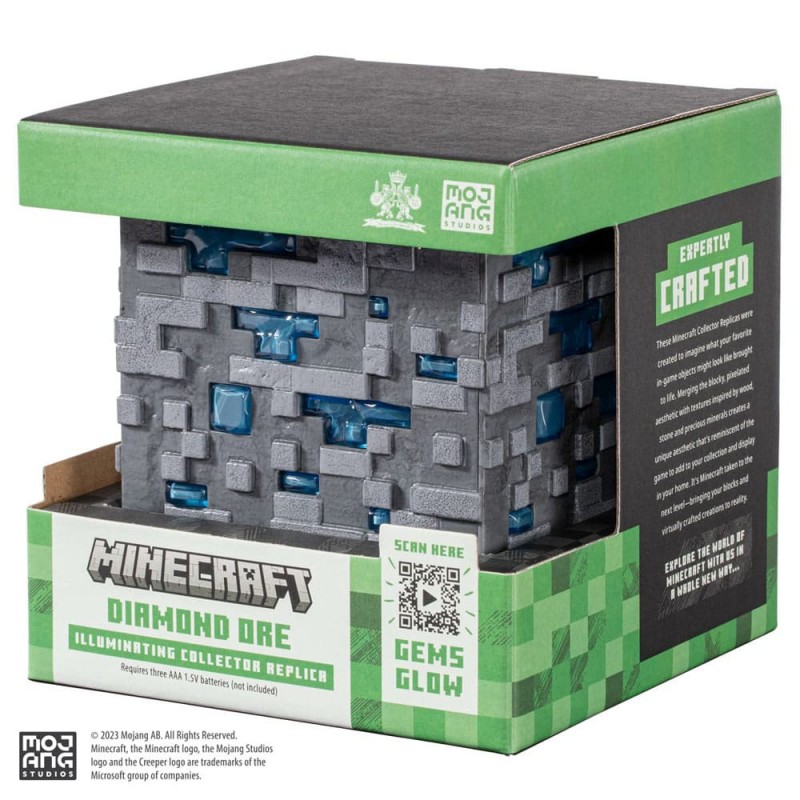 MOJ
ANG
STUDIOS
EXPERTLY
CRAFTED
These Minecraft Collector Replicas were
created to imagine what your favorite
in-game objects might look like brought
to life. Merging the blocky, pixelated
aesthetic with textures inspired by wood,
stone and precious minerals creates a
unique aesthetic that's reminiscent of the
game to add to your collection and display
in your home. It's Minecraft taken to the
next level—bringing your blocks and
virtually crafted creations to reality.
EXPLORE THE WORLD OF
MINECRAFT WITH US IN
A WHOLE NEW WAY...
MINECRAFT
DIAMOND ORE
ILLUMINATING COLLECTOR REPLICA
Requires three AAA 1.5V batteries (not included)
SCAN HERE
GEMS
GLOW
MOJ
ANG
STUDIOS
© 2023 Mojang AB. All Rights Reserved.
Minecraft, the Minecraft logo, the Mojang Studios
logo and the Creeper logo are trademarks of the
Microsoft group of companies.